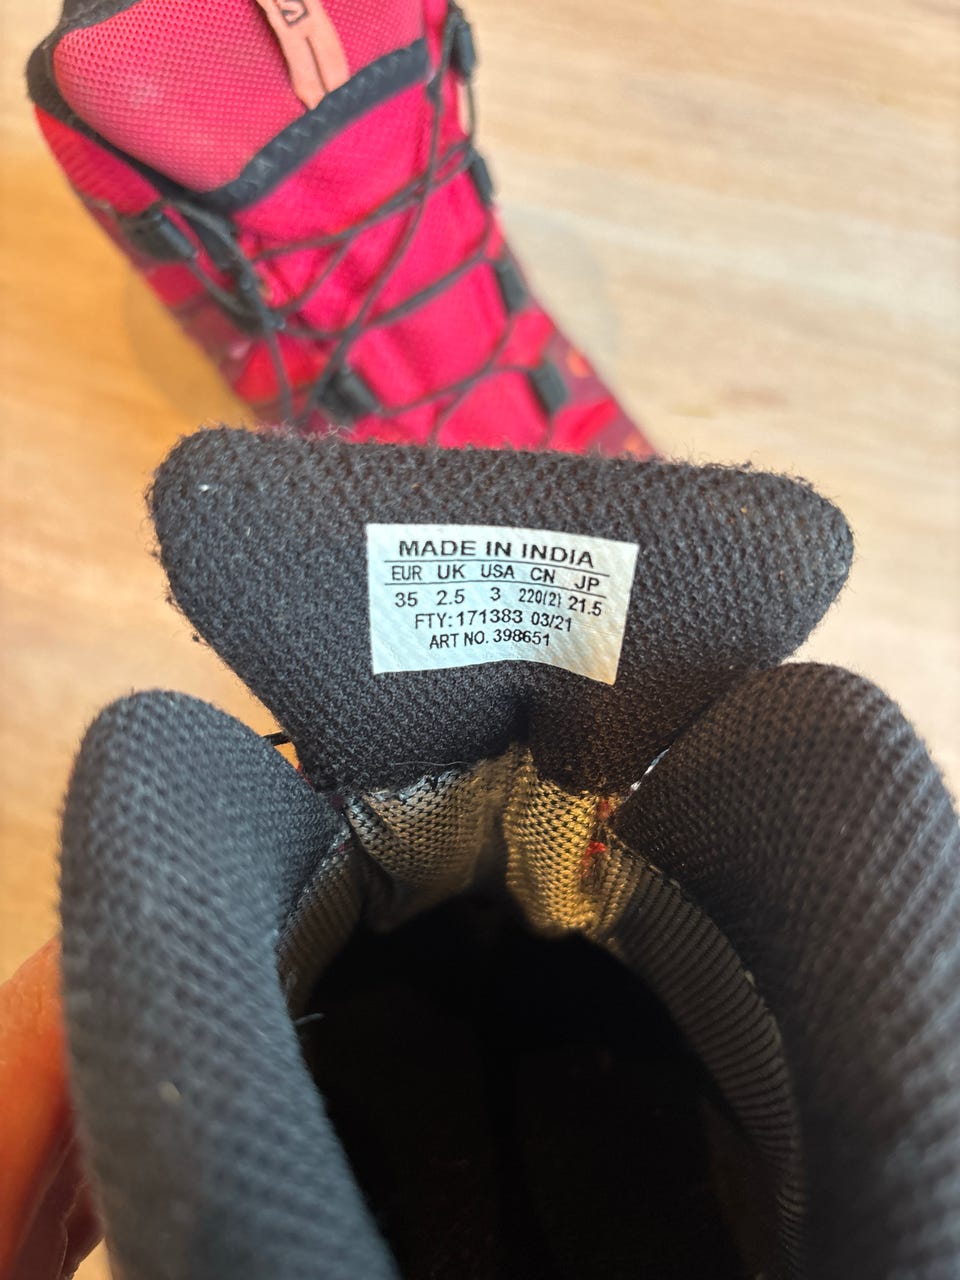 MADE IN INDIA
EUR UK USA CN JP
35 2.5 3 220(2) 21.5
FTY: 171383 03/21
ART NO. 398651